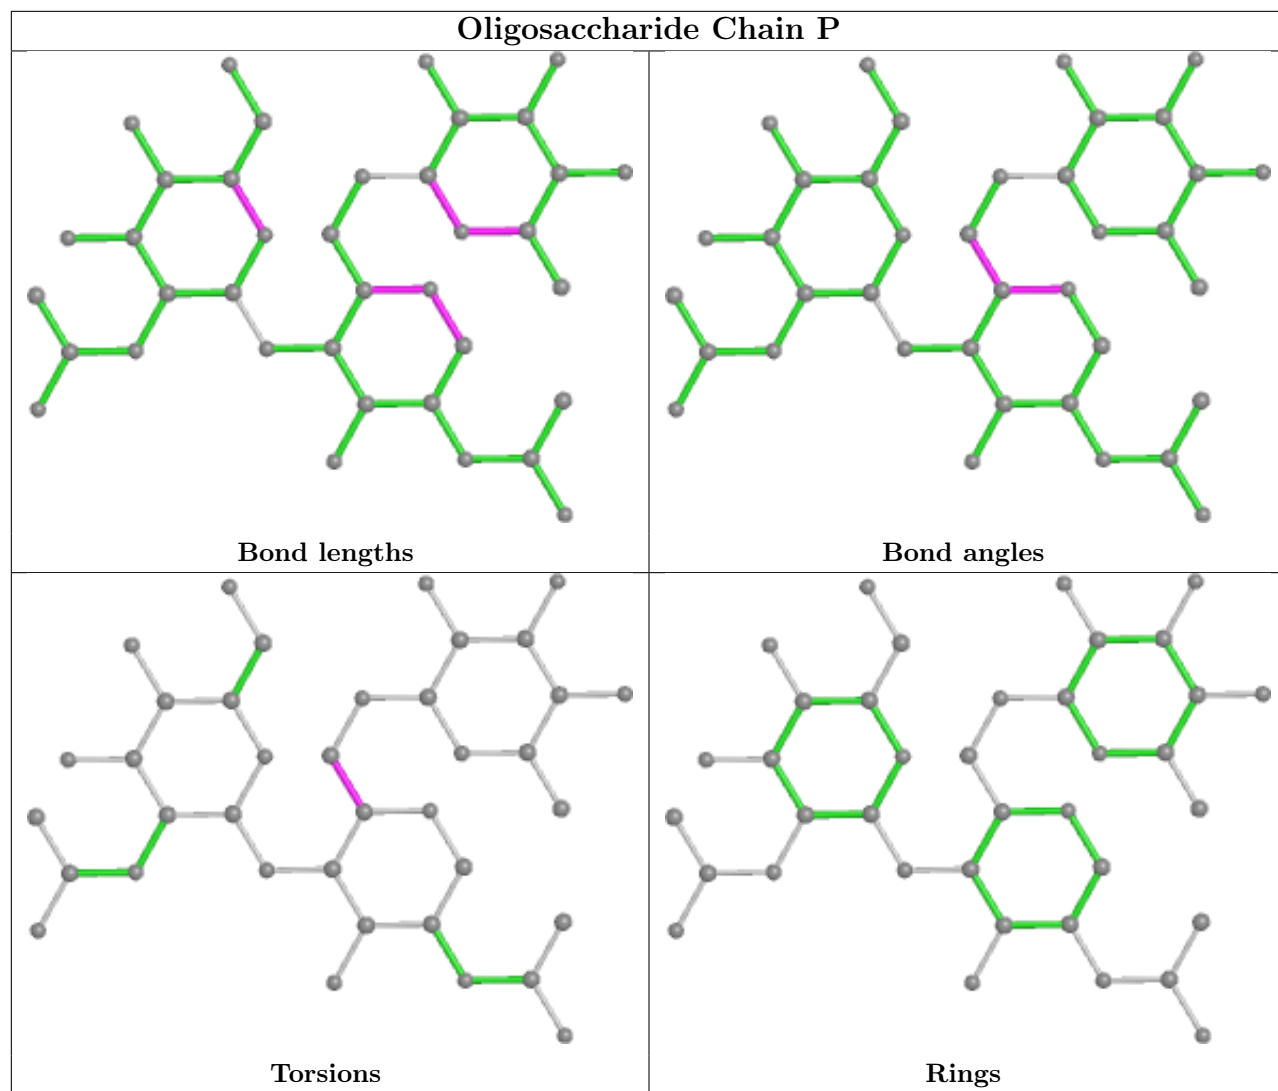 Oligosaccharide Chain P
Bond lengths
Bond angles
Torsions
Rings